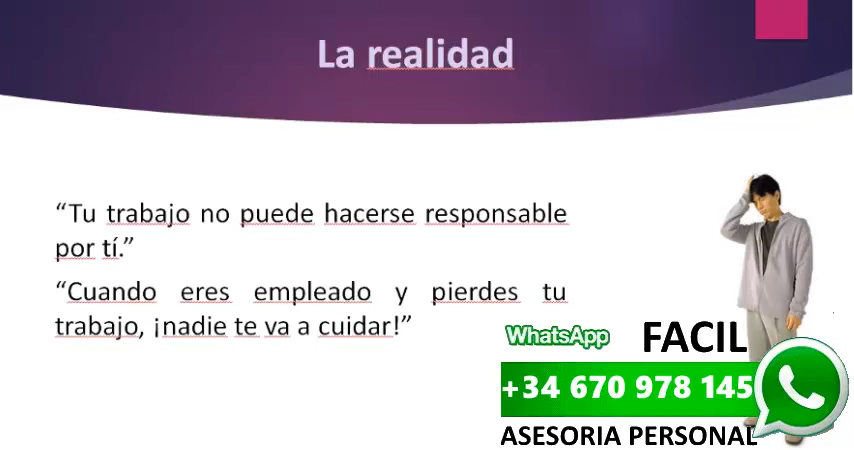 La realidad
“Tu trabajo no puede hacerse responsable
por tí.”
“Cuando eres empleado y pierdes tu
trabajo, ¡nadie te va a cuidar!”
WhatsApp FACIL
+34 670 978 145
ASESORIA PERSONAL